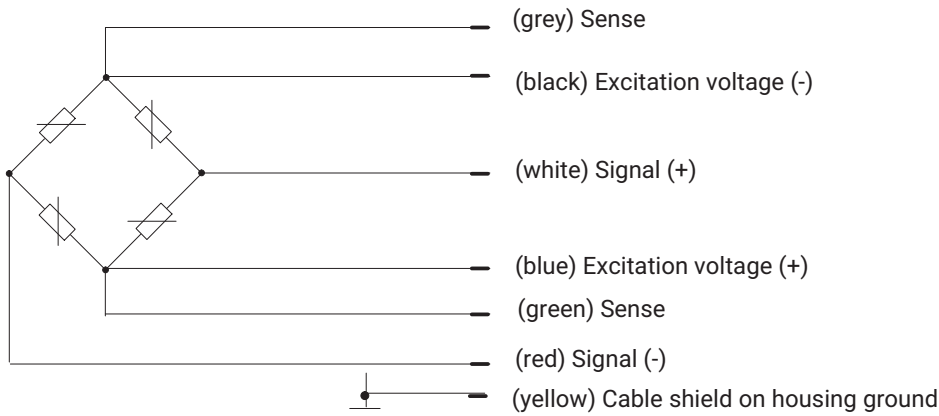 (grey) Sense
(black) Excitation voltage (-)
(white) Signal (+)
(blue) Excitation voltage (+)
(green) Sense
(red) Signal (-)
(yellow) Cable shield on housing ground